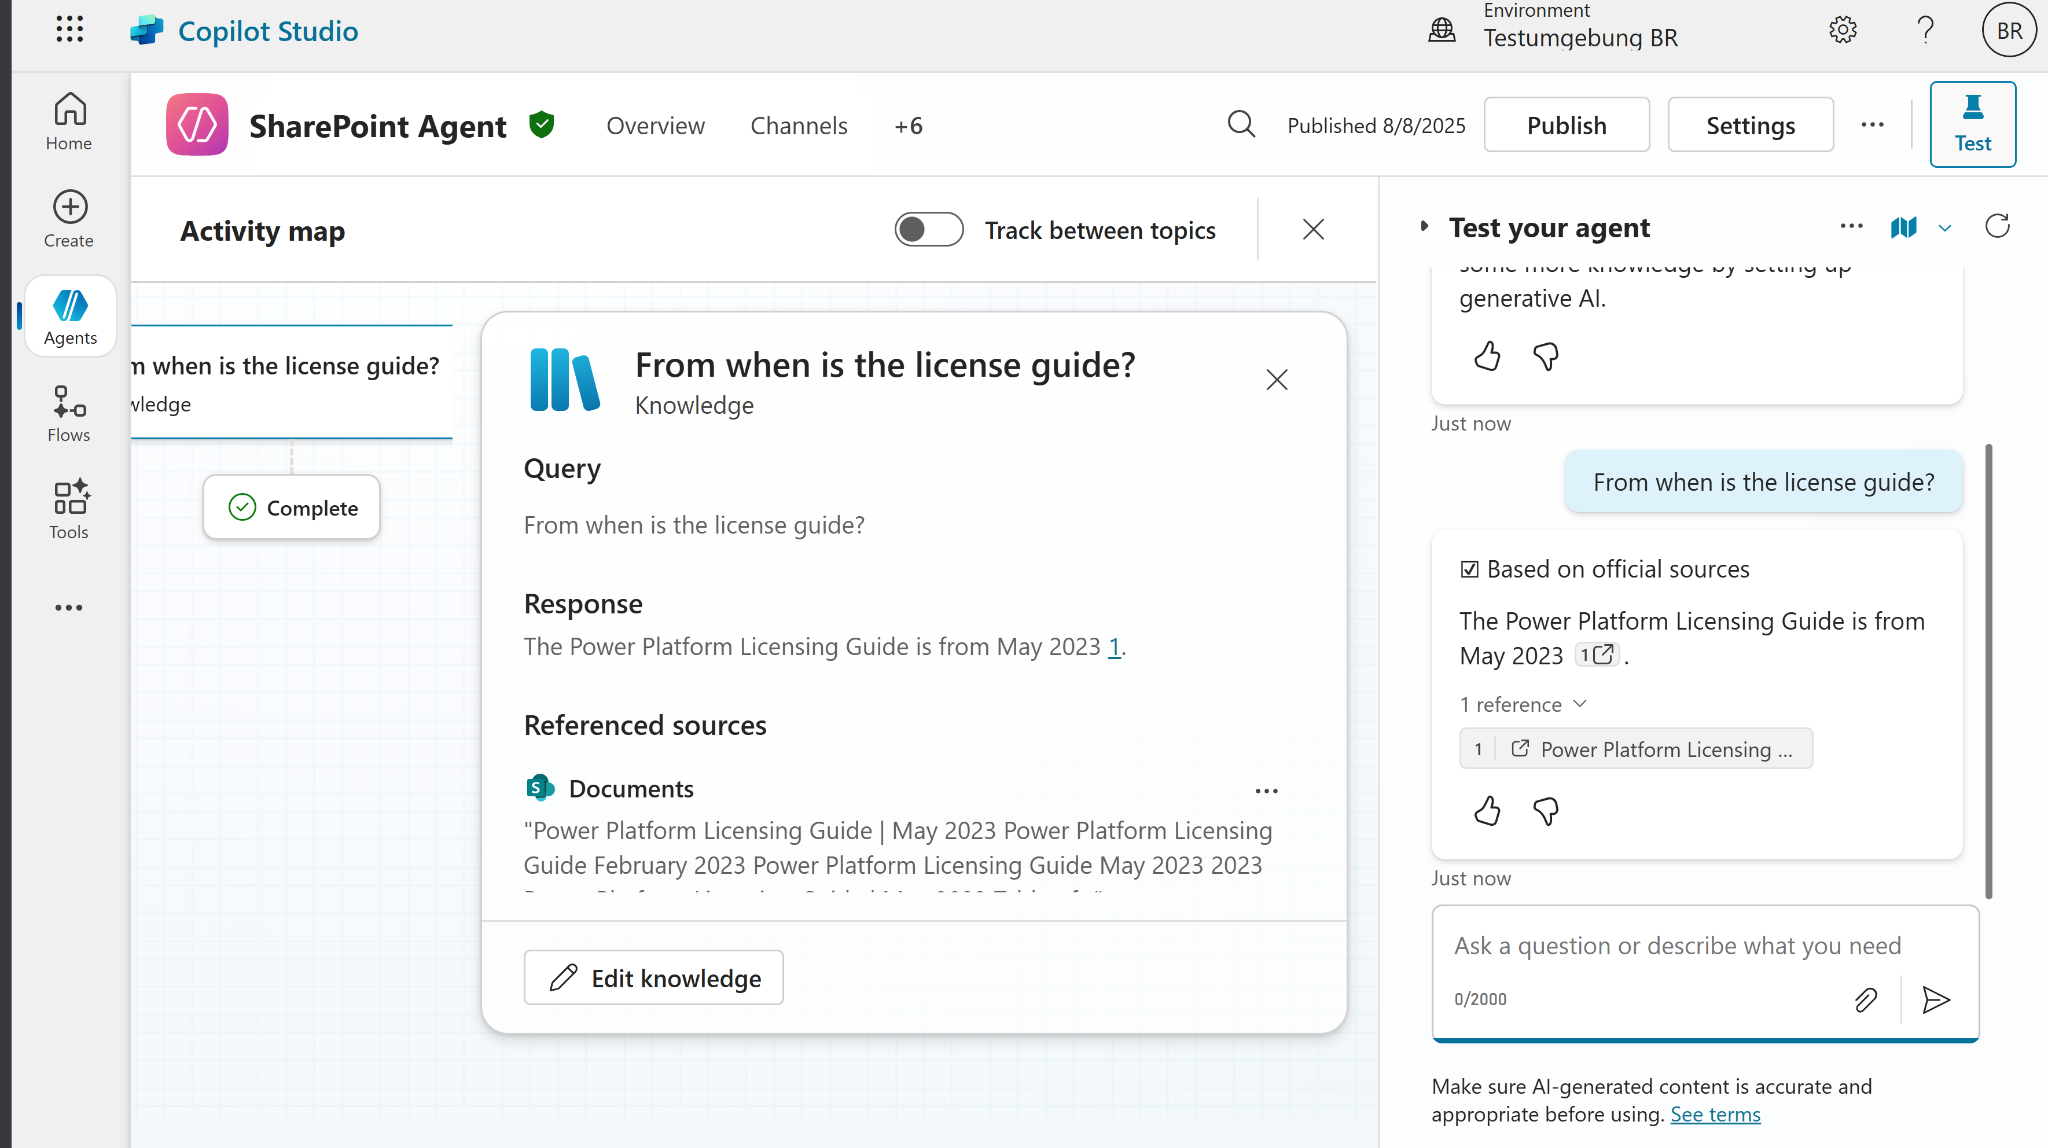 Copilot Studio
Environment
Testumgebung BR
BR
Home
Create
Agents
Flows
Tools
SharePoint Agent
Overview
Channels
+6
Published 8/8/2025
Publish
Settings
Test
Activity map
Track between topics
when is the license guide?
Complete
From when is the license guide?
Knowledge
Query
From when is the license guide?
Response
The Power Platform Licensing Guide is from May 2023 1.
Referenced sources
Documents
"Power Platform Licensing Guide | May 2023 Power Platform Licensing
Guide February 2023 Power Platform Licensing Guide May 2023 2023
Edit knowledge
Test your agent
some more knowledge by setting up
generative AI.
Just now
From when is the license guide?
Based on official sources
The Power Platform Licensing Guide is from
May 2023 1.
1 reference
1 Power Platform Licensing ...
Just now
Ask a question or describe what you need
0/2000
Make sure AI-generated content is accurate and
appropriate before using. See terms